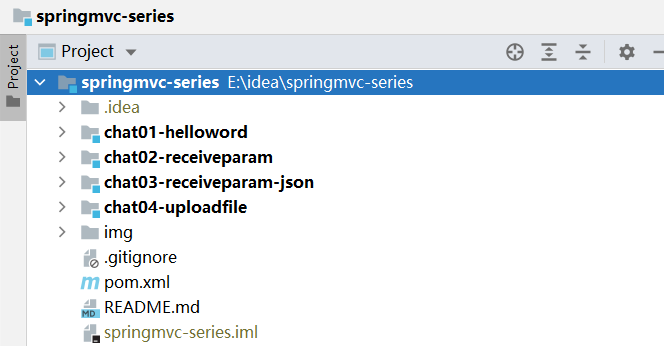 springmvc-series
Project
Project
springmvc-series E:\idea\springmvc-series
.idea
chat01-helloword
chat02-receiveparam
chat03-receiveparam-json
chat04-uploadfile
img
.gitignore
pom.xml
README.md
springmvc-series.iml